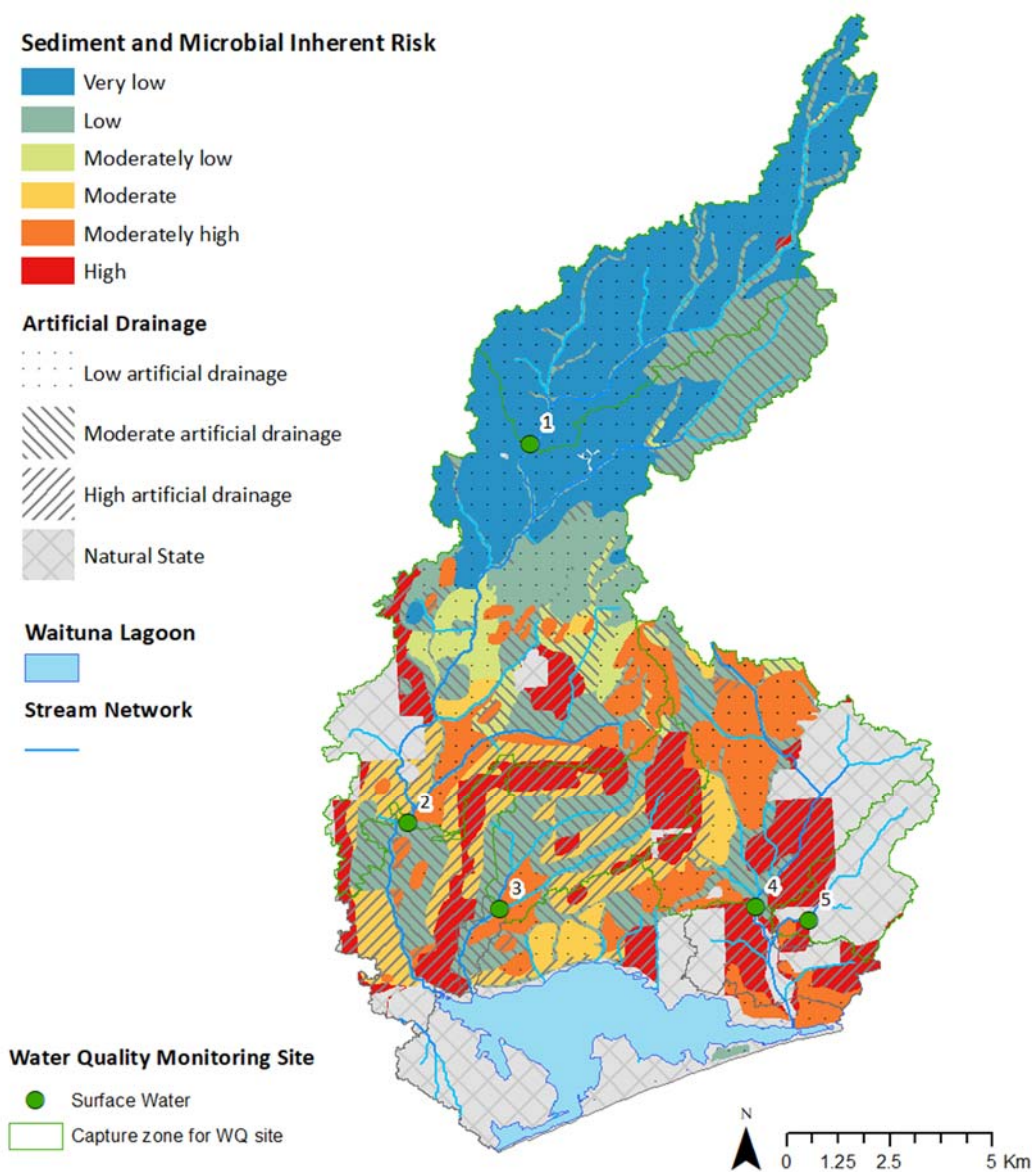 Sediment and Microbial Inherent Risk
Very low
Low
Moderately low
Moderate
Moderately high
High
Artificial Drainage
Low artificial drainage
Moderate artificial drainage
High artificial drainage
Natural State
Waituna Lagoon
Stream Network
Water Quality Monitoring Site
Surface Water
Capture zone for WQ site
1
2
3
4
5
N
0 1.25 2.5 5 Km